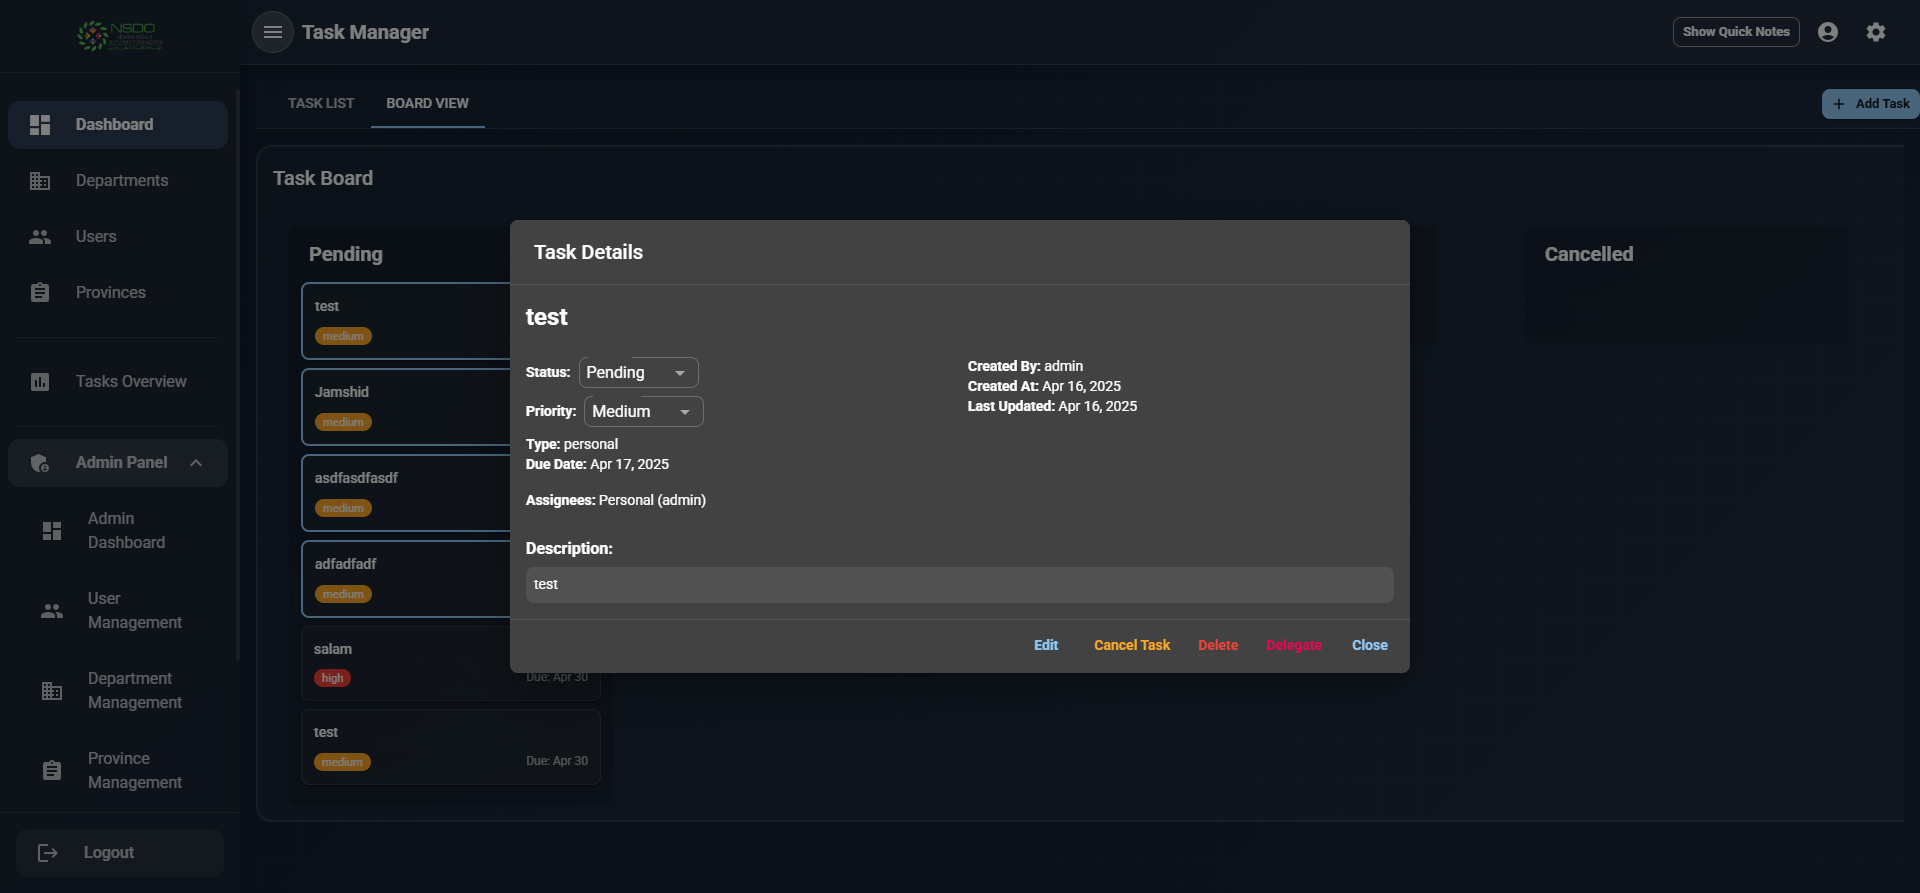 NSDO
Task Manager
Show Quick Notes
Dashboard
Departments
Users
Provinces
Tasks Overview
Admin Panel
Admin
Dashboard
User
Management
Department
Management
Province
Management
Logout
TASK LIST
BOARD VIEW
+ Add Task
Task Board
Pending
test
medium
Jamshid
medium
asdfasdfasdf
medium
adfadfadf
medium
salam
high
Due: Apr 30
test
medium
Due: Apr 30
Cancelled
Task Details
test
Status: Pending
Priority: Medium
Type: personal
Due Date: Apr 17, 2025
Assignees: Personal (admin)
Created By: admin
Created At: Apr 16, 2025
Last Updated: Apr 16, 2025
Description:
test
Edit
Cancel Task
Delete
Delegate
Close